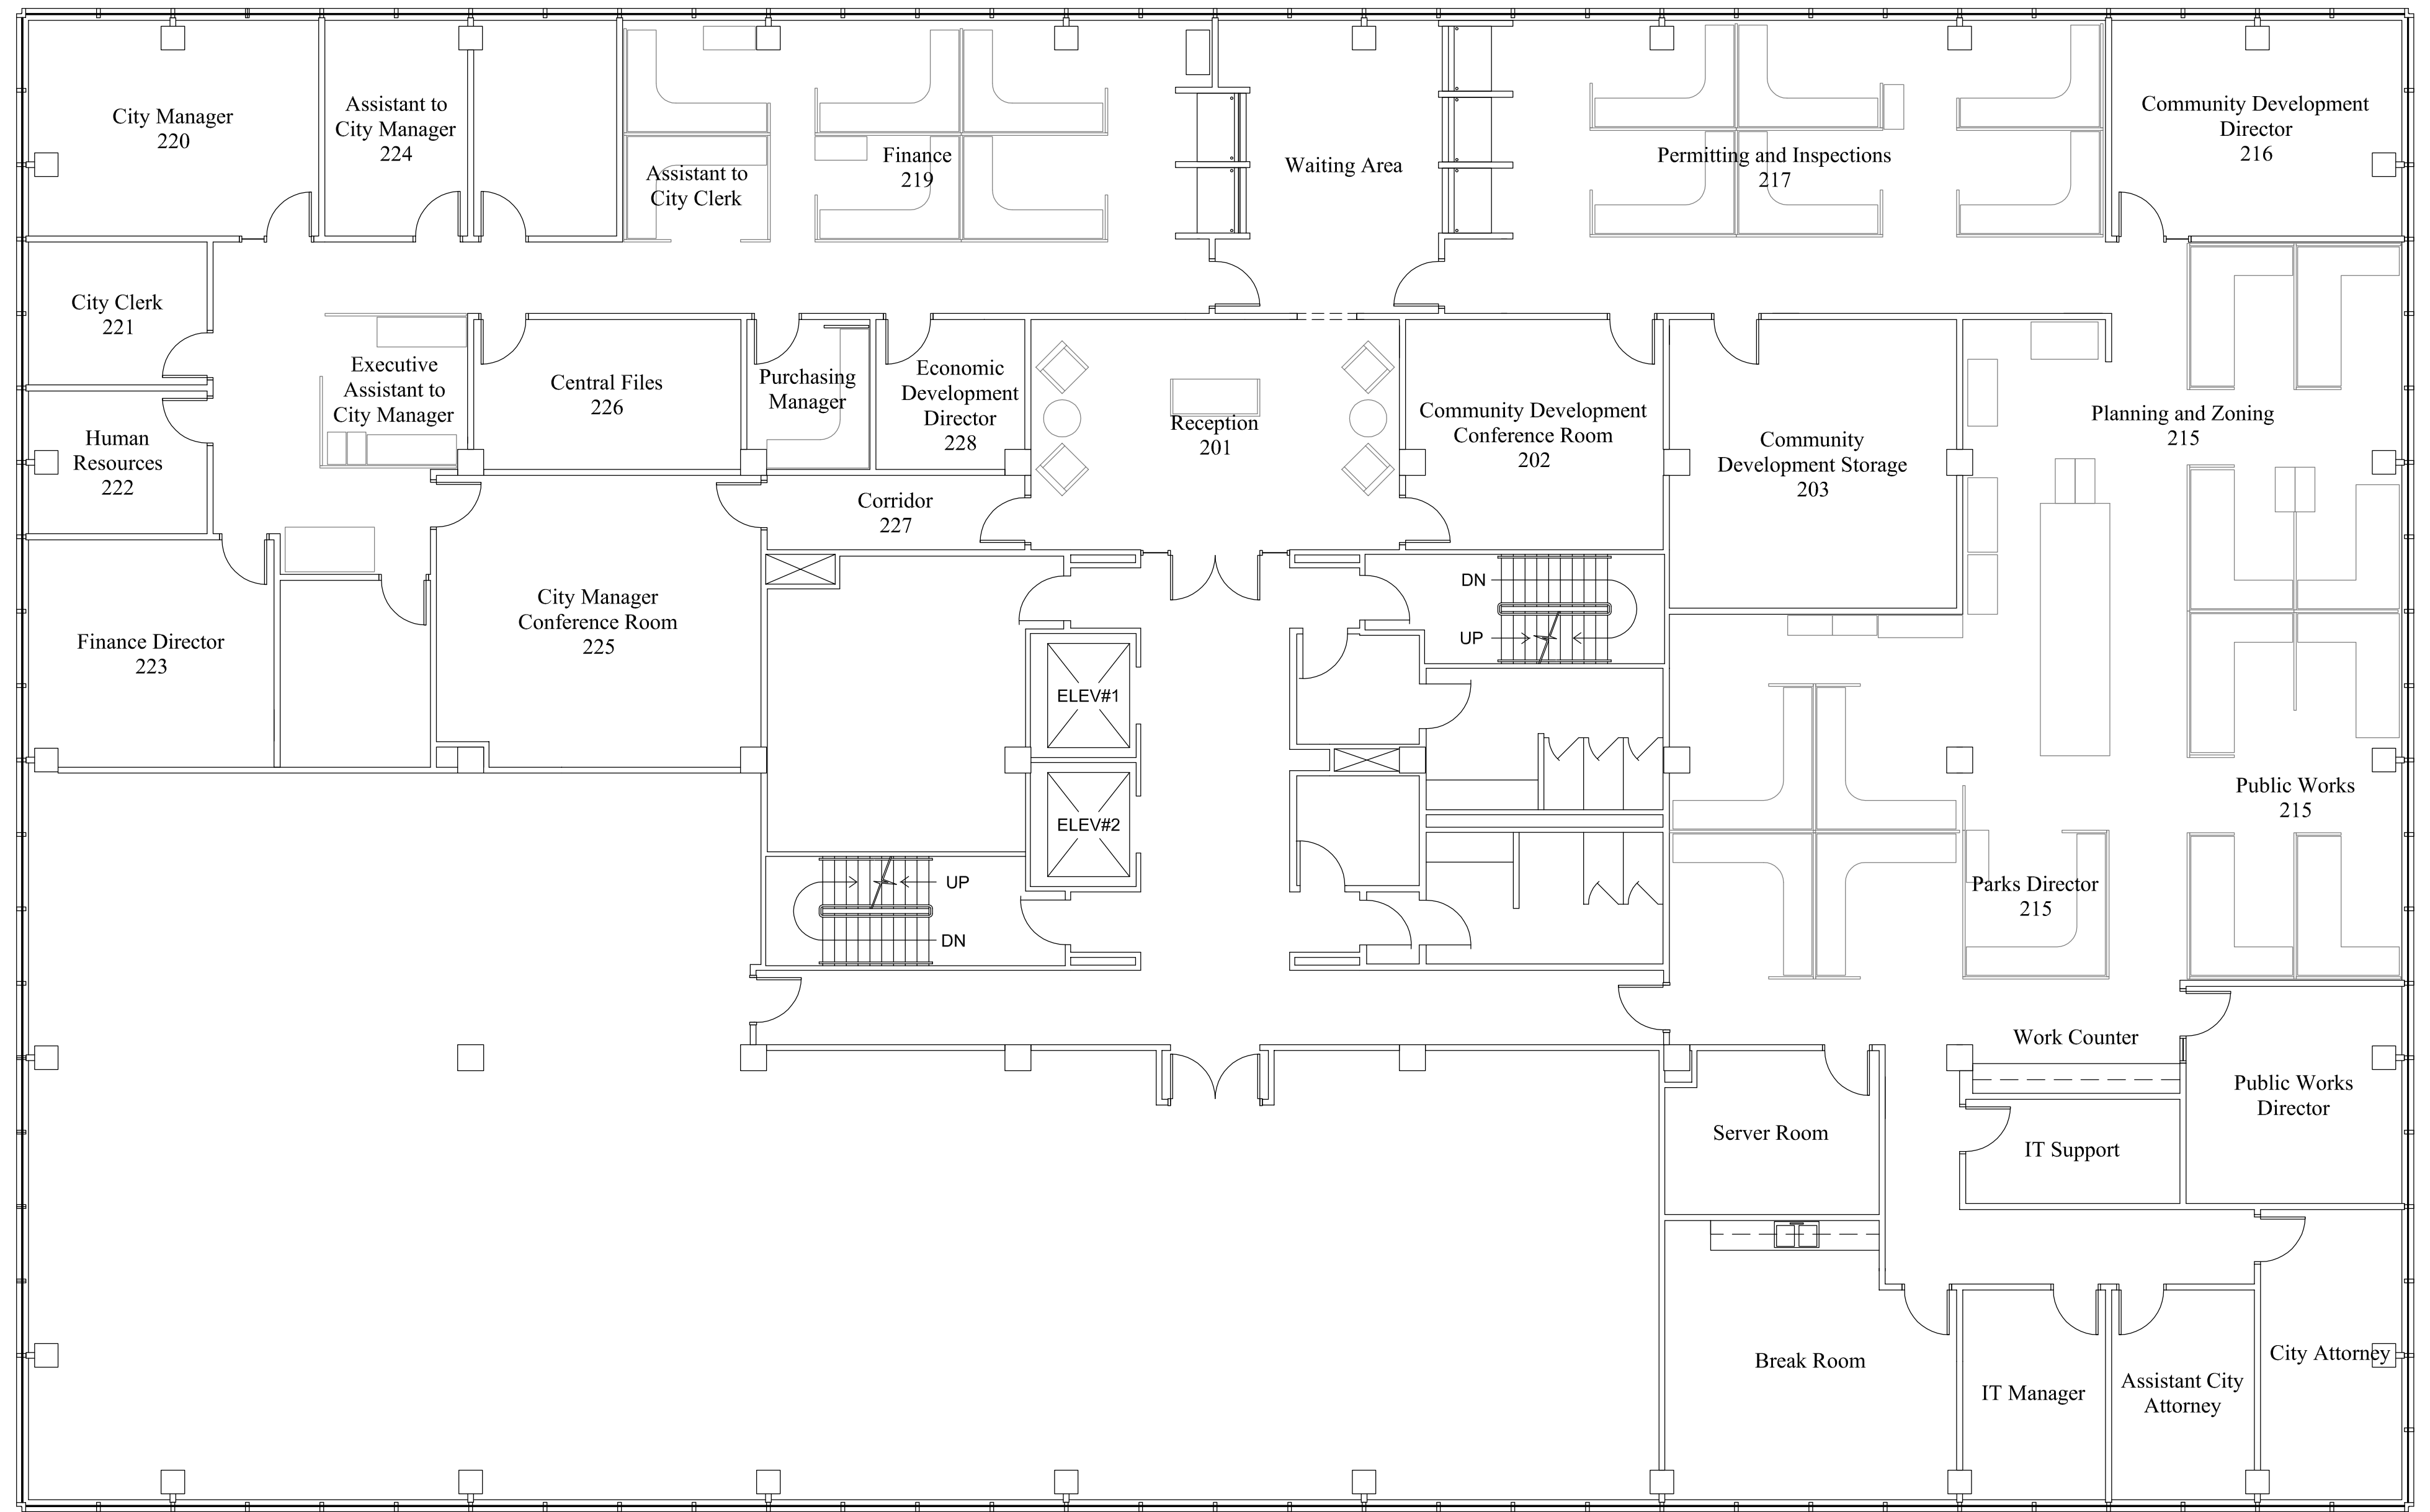 City Manager
220
Assistant to
City Manager
224
Assistant to
City Clerk
Finance
219
Waiting Area
Permitting and Inspections
217
Community Development
Director
216
City Clerk
221
Human
Resources
222
Executive
Assistant to
City Manager
Central Files
226
Purchasing
Manager
Economic
Development
Director
228
Reception
201
Community Development
Conference Room
202
Community
Development Storage
203
Planning and Zoning
215
Corridor
227
Finance Director
223
City Manager
Conference Room
225
DN
UP
ELEV#1
ELEV#2
UP
DN
Public Works
215
Parks Director
215
Work Counter
Public Works
Director
Server Room
IT Support
Break Room
IT Manager
Assistant City
Attorney
City Attorney